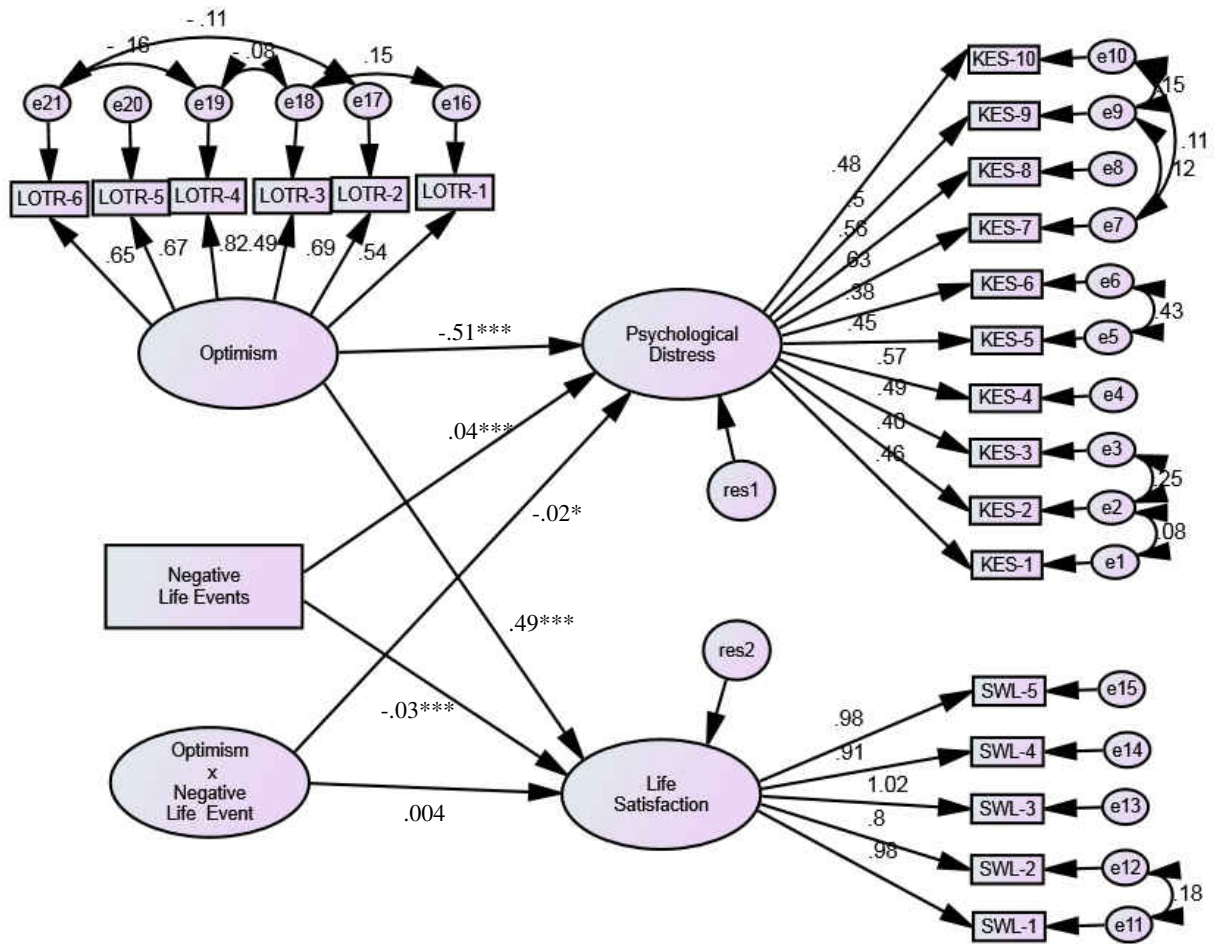 - .11
- .16
- .08
.15
e21
e20
e19
e18
e17
e16
LOTR-6
LOTR-5
LOTR-4
LOTR-3
LOTR-2
LOTR-1
.65
.67
.82
.49
.69
.54
Optimism
-.51***
Psychological
Distress
.04***
-.02*
res1
Negative
Life Events
.49***
-.03***
res2
Optimism
x
Negative
Life Event
.004
Life
Satisfaction
.48
.5
.56
.63
.38
.45
.57
.49
.40
.46
KES-10
e10
KES-9
e9
KES-8
e8
KES-7
e7
KES-6
e6
KES-5
e5
KES-4
e4
KES-3
e3
KES-2
e2
KES-1
e1
.15
.11
.12
.43
.25
.08
.98
.91
1.02
.8
.98
SWL-5
e15
SWL-4
e14
SWL-3
e13
SWL-2
e12
SWL-1
e11
.18